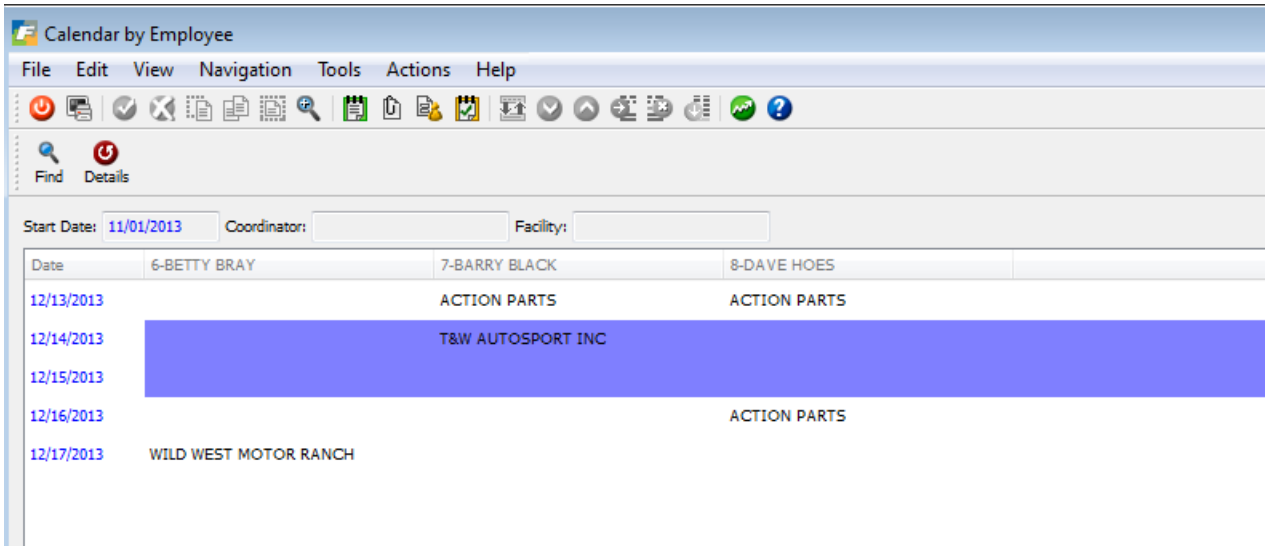 Calendar by Employee
File Edit View Navigation Tools Actions Help
Find Details
Start Date: 11/01/2013 Coordinator: Facility:
Date 6-BETTY BRAY 7-BARRY BLACK 8-DAVE HOES
12/13/2013 ACTION PARTS ACTION PARTS
12/14/2013 T&W AUTOSPORT INC
12/15/2013
12/16/2013 ACTION PARTS
12/17/2013 WILD WEST MOTOR RANCH